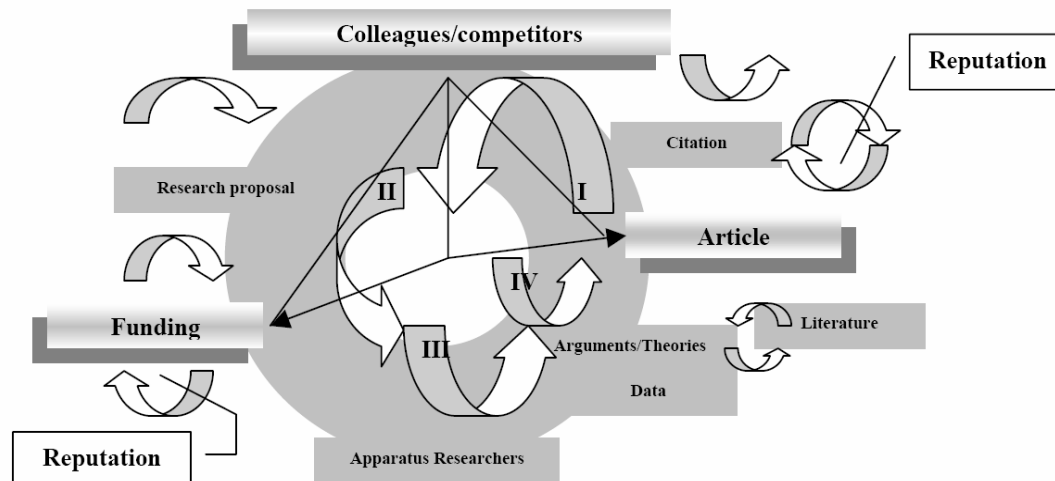 Colleagues/competitors
Reputation
Citation
Research proposal
II
I
Article
IV
Funding
III
Arguments/Theories
Literature
Data
Reputation
Apparatus Researchers